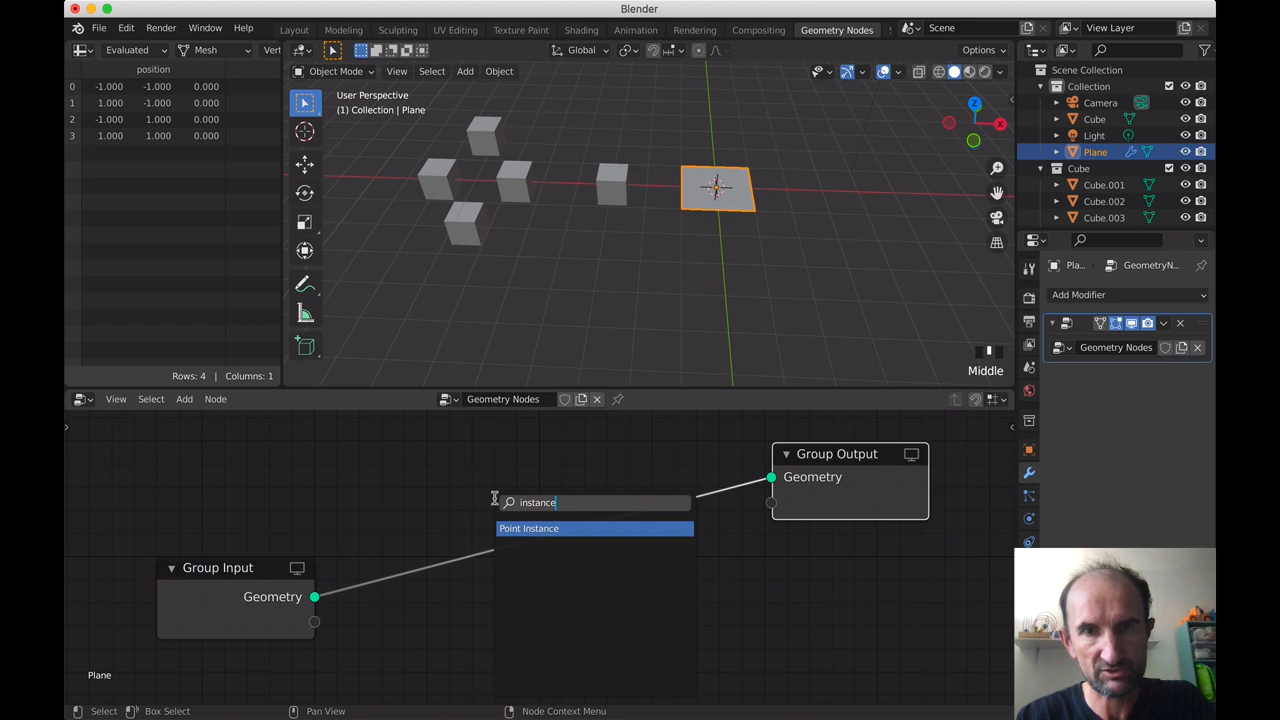 Blender
File
Edit
Render
Window
Help
Layout
Modeling
Sculpting
UV Editing
Texture Paint
Shading
Animation
Rendering
Compositing
Geometry Nodes
Scene
View Layer
Evaluated
Mesh
Vert
Global
Options
Object Mode
View
Select
Add
Object
position
0 -1.000 -1.000 0.000
1 1.000 -1.000 0.000
2 -1.000 1.000 0.000
3 1.000 1.000 0.000
User Perspective
(1) Collection | Plane
Z
X
Scene Collection
Collection
Camera
Cube
Light
Plane
Cube
Cube.001
Cube.002
Cube.003
Pla...
GeometryN...
Add Modifier
Geometry Nodes
Middle
Rows: 4 | Columns: 1
View
Select
Add
Node
Geometry Nodes
Group Output
Geometry
instance
Point Instance
Group Input
Geometry
Plane
Select
Box Select
Pan View
Node Context Menu